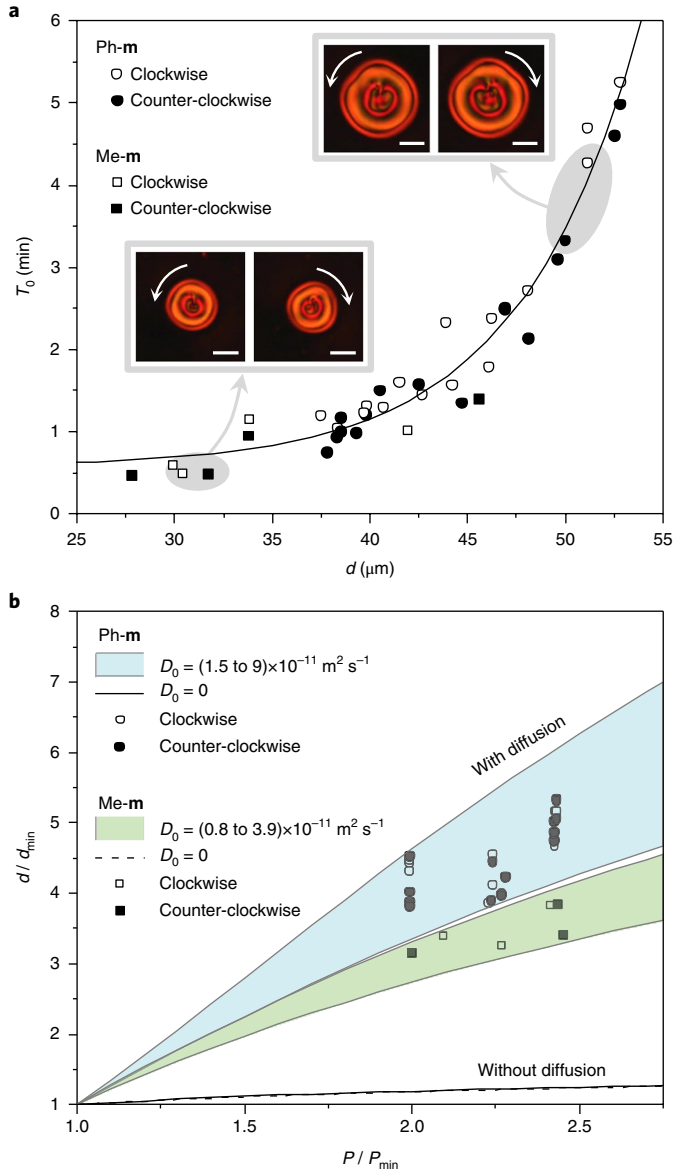 a
6
5
4
3
2
1
0
T₀ (min)
Ph-m
Clockwise
Counter-clockwise
Me-m
Clockwise
Counter-clockwise
25
30
35
40
45
50
55
d (μm)
b
8
7
6
5
4
3
2
1
d / dmin
Ph-m
D₀ = (1.5 to 9)×10⁻¹¹ m² s⁻¹
D₀ = 0
Clockwise
Counter-clockwise
Me-m
D₀ = (0.8 to 3.9)×10⁻¹¹ m² s⁻¹
D₀ = 0
Clockwise
Counter-clockwise
With diffusion
Without diffusion
1.0
1.5
2.0
2.5
P / Pmin